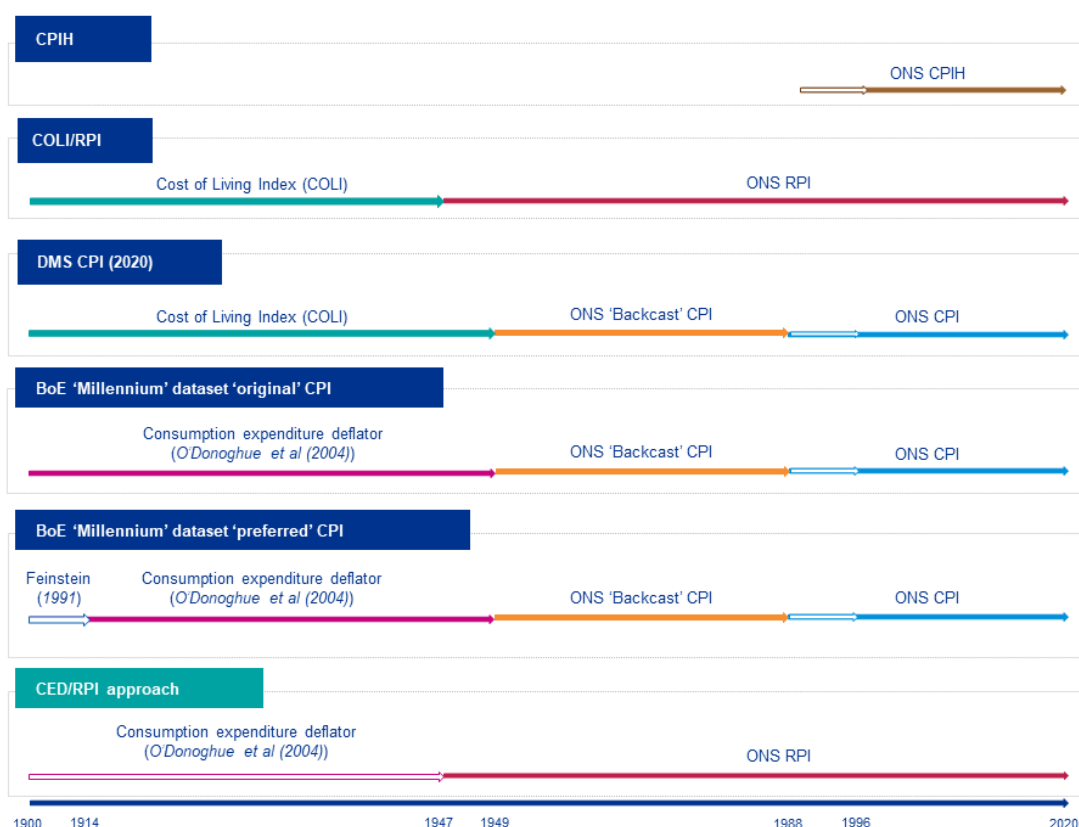 CPIH
ONS CPIH
COLI/RPI
Cost of Living Index (COLI)
ONS RPI
DMS CPI (2020)
Cost of Living Index (COLI)
ONS ‘Backcast’ CPI
ONS CPI
BoE ‘Millennium’ dataset ‘original’ CPI
Consumption expenditure deflator
(O’Donoghue et al (2004))
ONS ‘Backcast’ CPI
ONS CPI
BoE ‘Millennium’ dataset ‘preferred’ CPI
Feinstein
(1991)
Consumption expenditure deflator
(O’Donoghue et al (2004))
ONS ‘Backcast’ CPI
ONS CPI
CED/RPI approach
Consumption expenditure deflator
(O’Donoghue et al (2004))
ONS RPI
1900 1914 1947 1949 1988 1996 2020